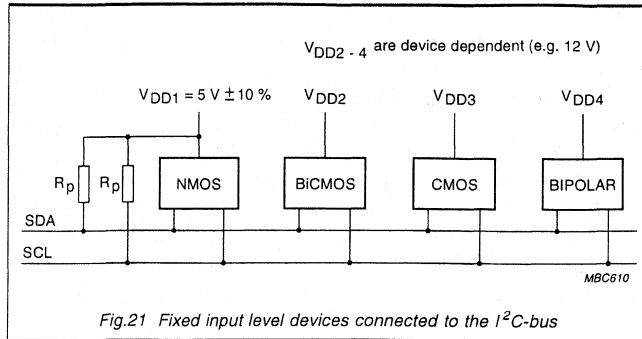 V_DD2 - 4 are device dependent (e.g. 12 V)
V_DD1 = 5 V ± 10 % V_DD2 V_DD3 V_DD4
R_p R_p NMOS BiCMOS CMOS BIPOLAR
SDA
SCL
MBC610
Fig.21 Fixed input level devices connected to the I²C-bus